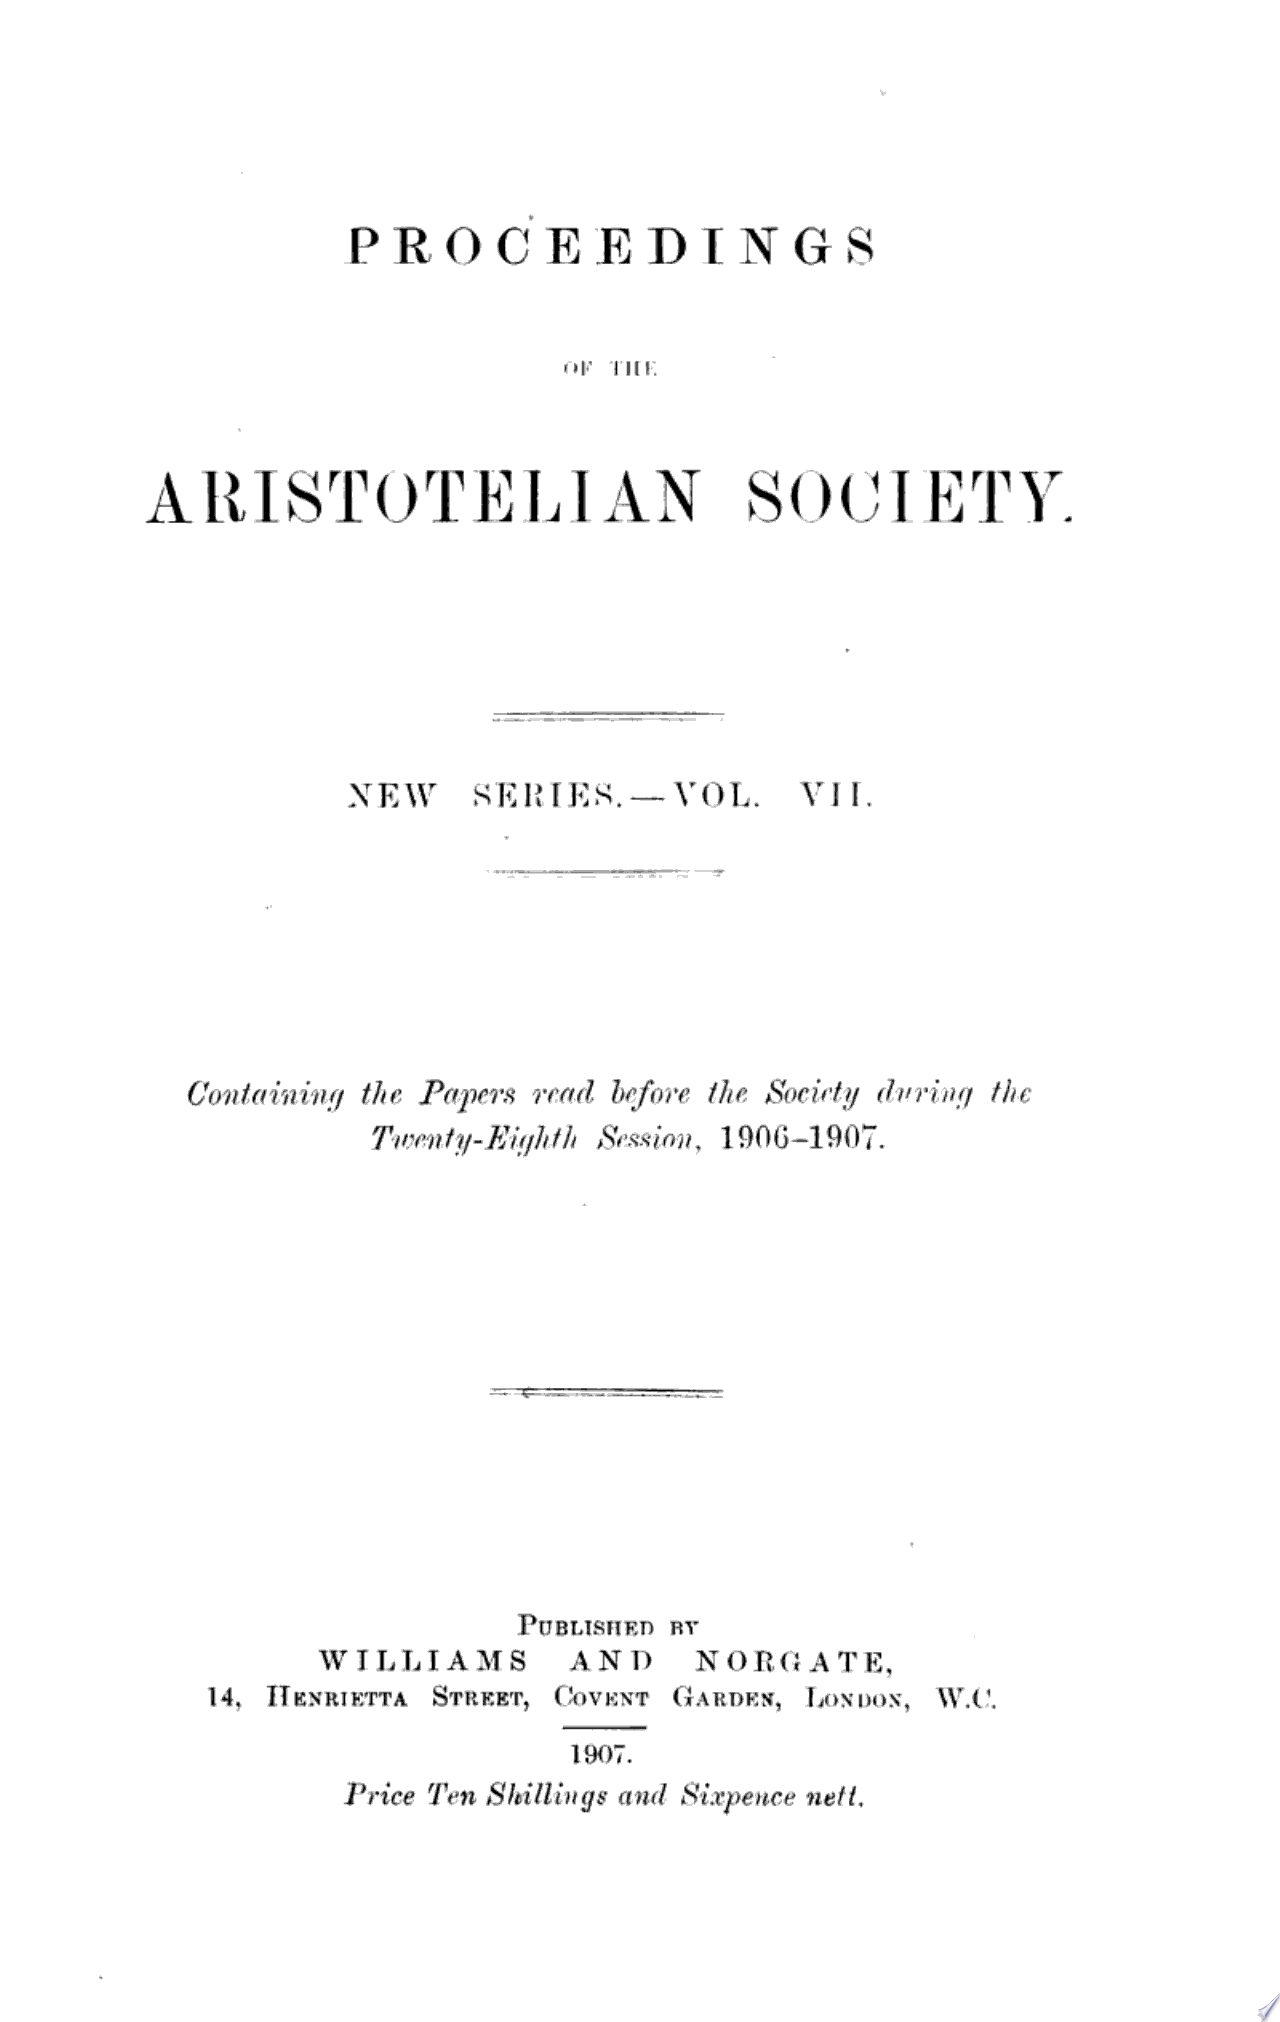 PROCEEDINGS
OF THE
ARISTOTELIAN SOCIETY.
NEW SERIES.—VOL. VII.
Containing the Papers read before the Society during the
Twenty-Eighth Session, 1906–1907.
PUBLISHED BY
WILLIAMS AND NORGATE,
14, HENRIETTA STREET, COVENT GARDEN, LONDON, W.C.
1907.
Price Ten Shillings and Sixpence nett.